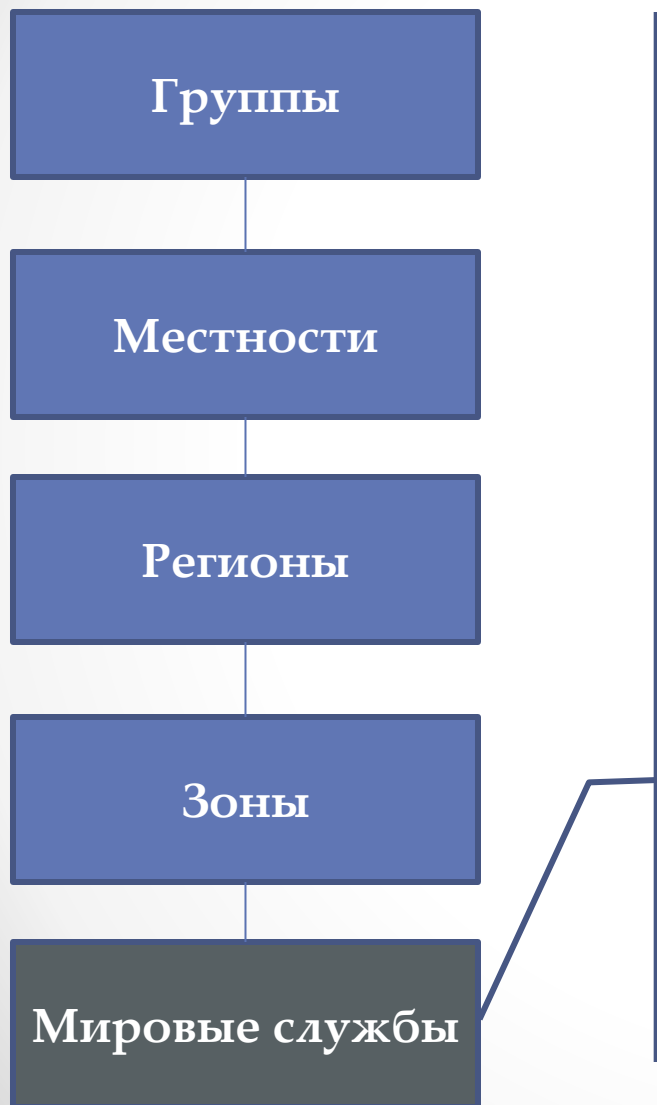 Группы
Местности
Регионы
Зоны
Мировые службы